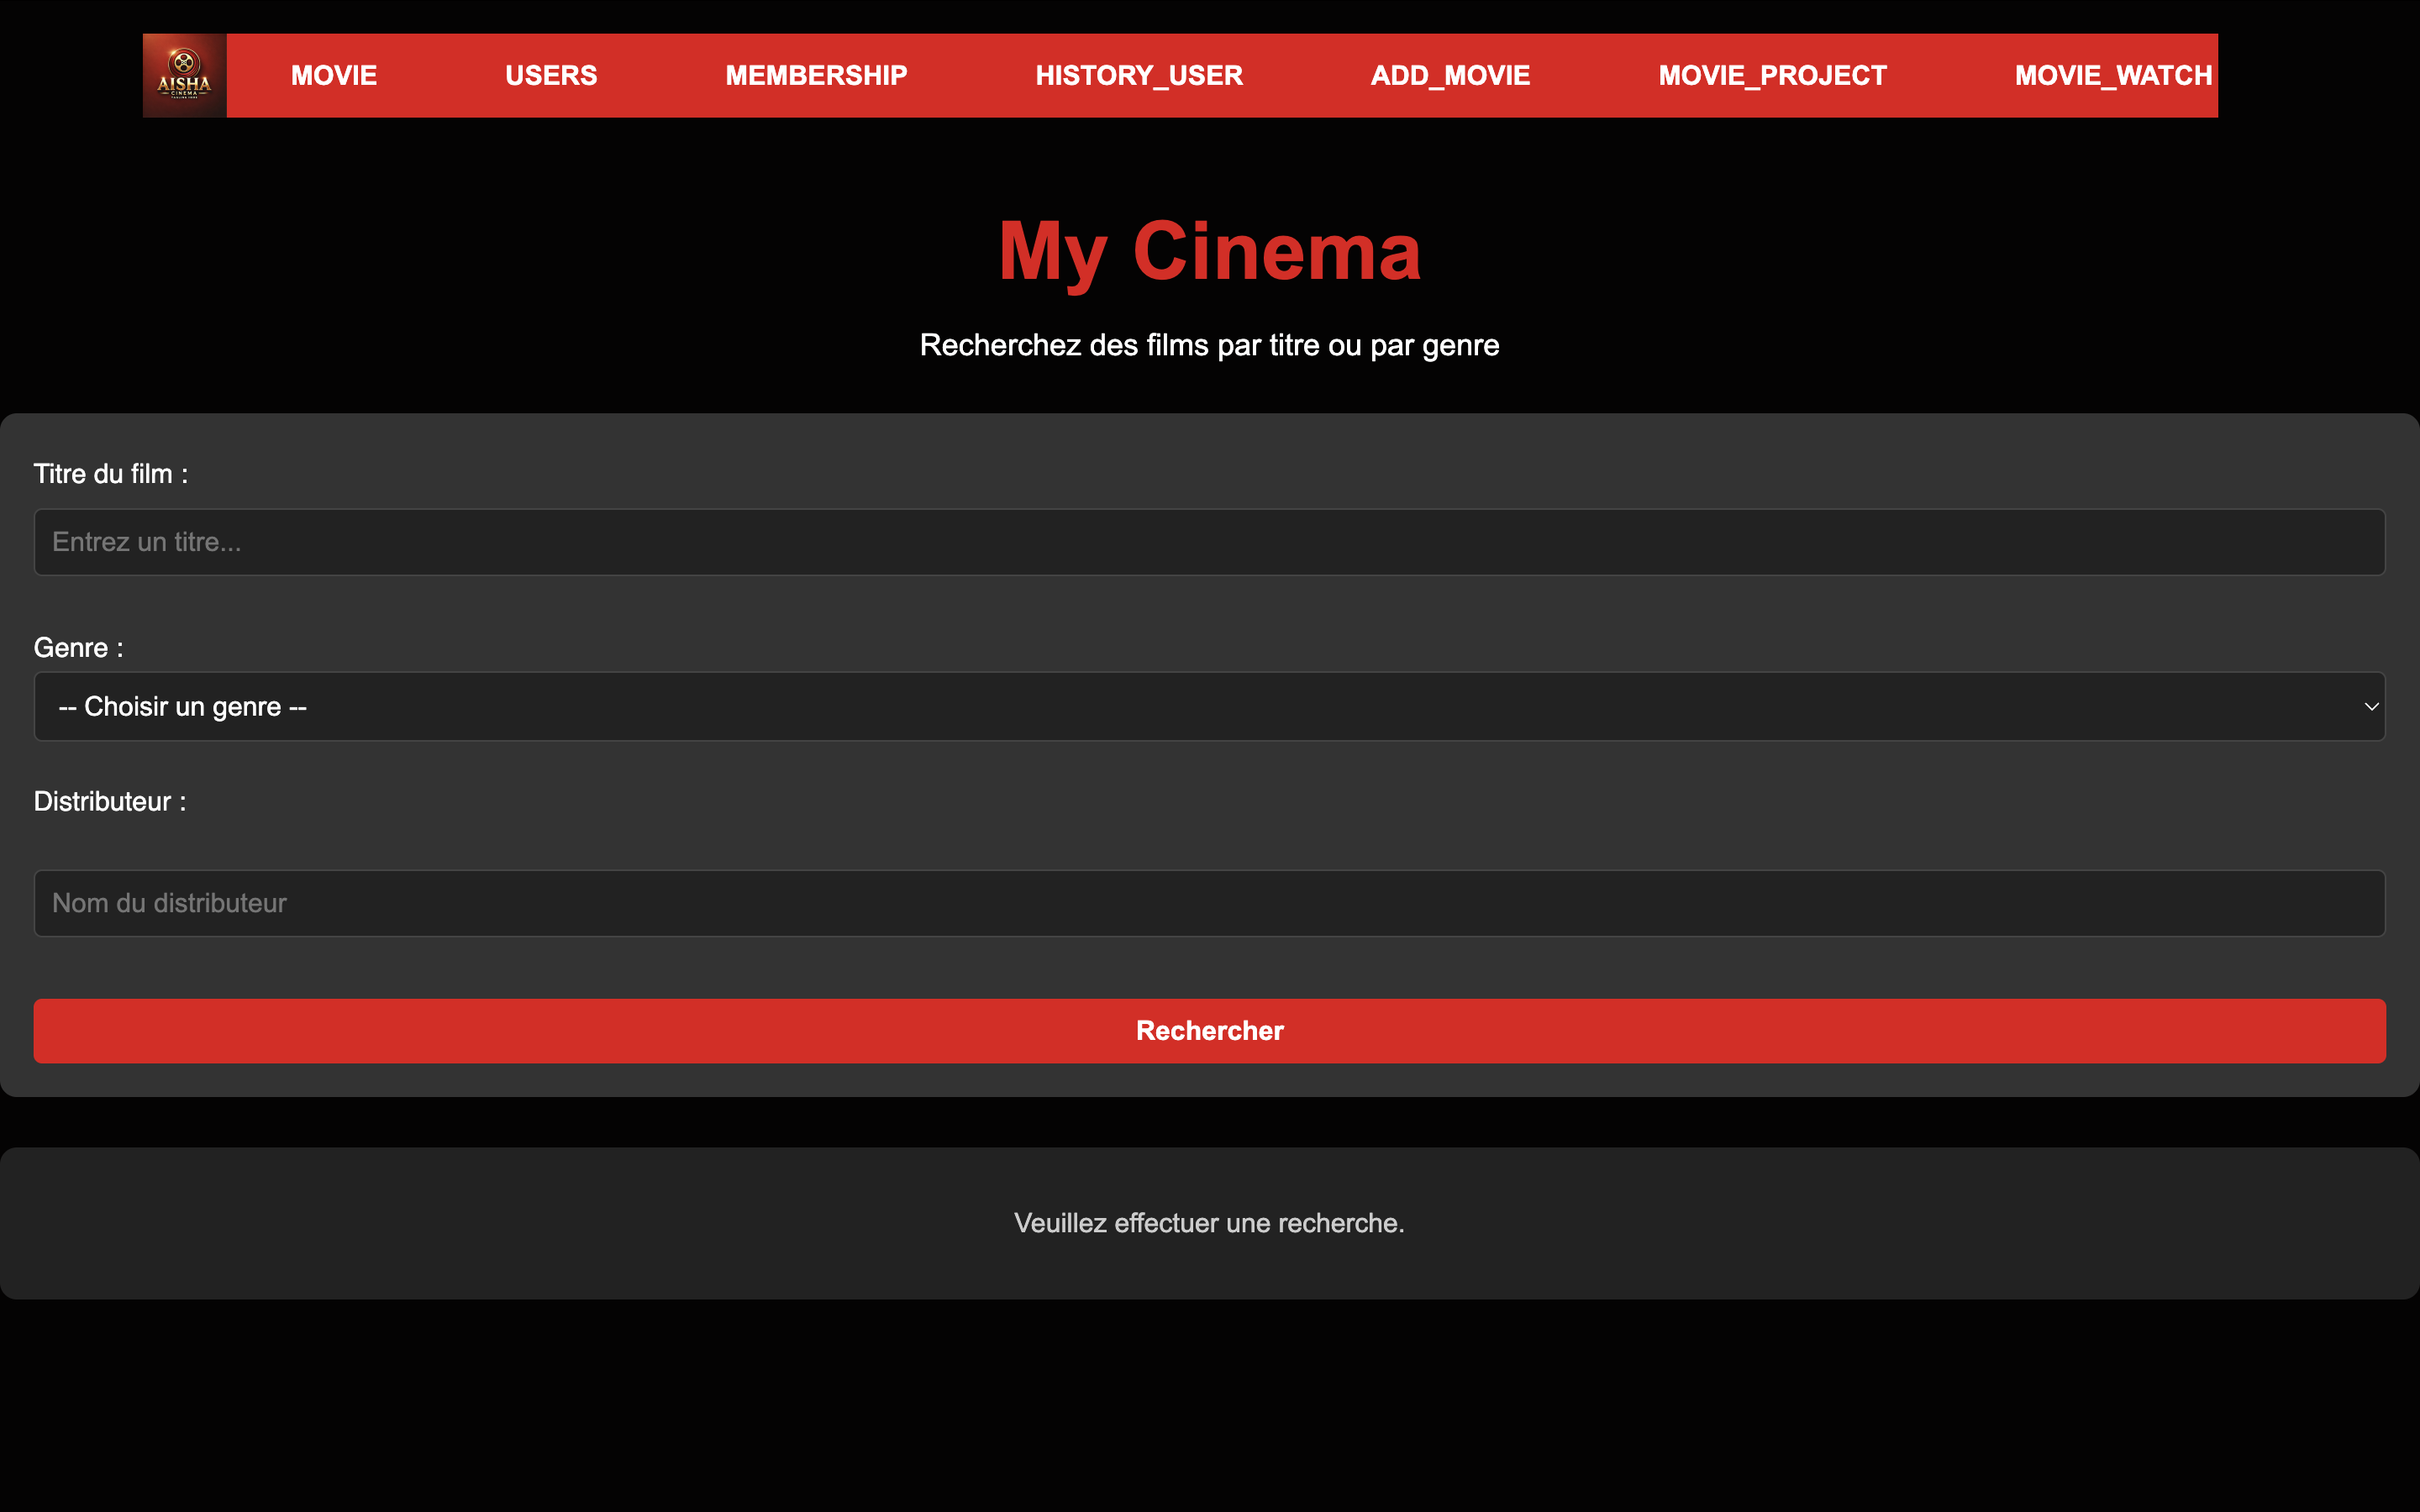 AISHA
CINEMA
MOVIE USERS MEMBERSHIP HISTORY_USER ADD_MOVIE MOVIE_PROJECT MOVIE_WATCH
My Cinema
Recherchez des films par titre ou par genre
Titre du film :
Entrez un titre...
Genre :
-- Choisir un genre --
Distributeur :
Nom du distributeur
Rechercher
Veuillez effectuer une recherche.